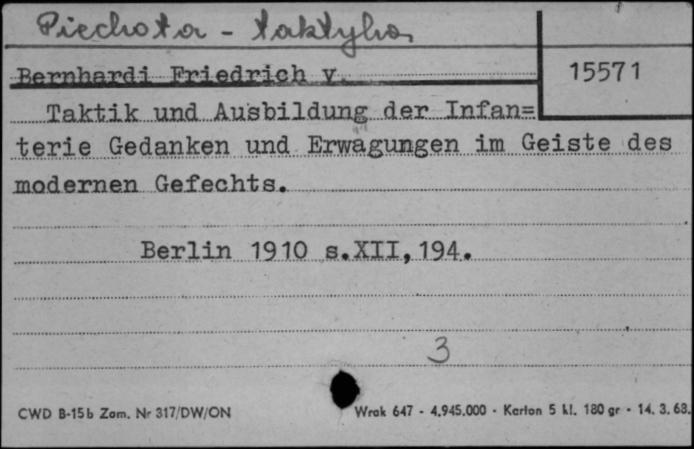 Piechota - taktyka
Bernhardi Friedrich v.
15571
Taktik und Ausbildung der Infan=
terie Gedanken und Erwägungen im Geiste des
modernen Gefechts.
Berlin 1910 s.XII,194.
3
CWD B-15b Zam. Nr 317/DW/ON
Wrak 647 - 4.945.000 - Karton 5 kl. 180 gr - 14. 3. 63.